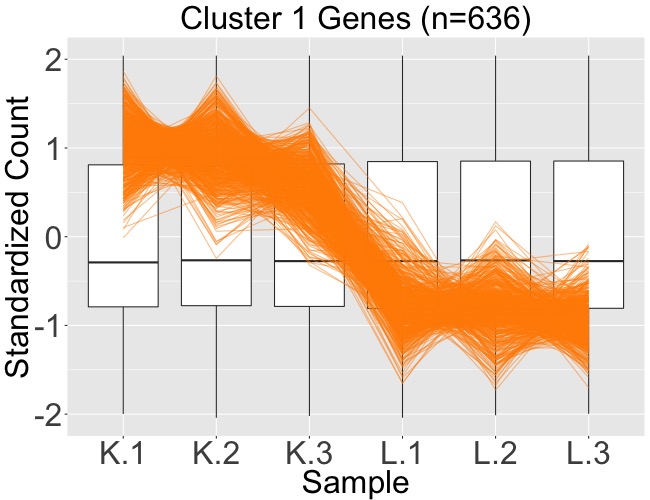 Cluster 1 Genes (n=636)
Standardized Count
2
1
0
-1
-2
K.1 K.2 K.3 L.1 L.2 L.3
Sample